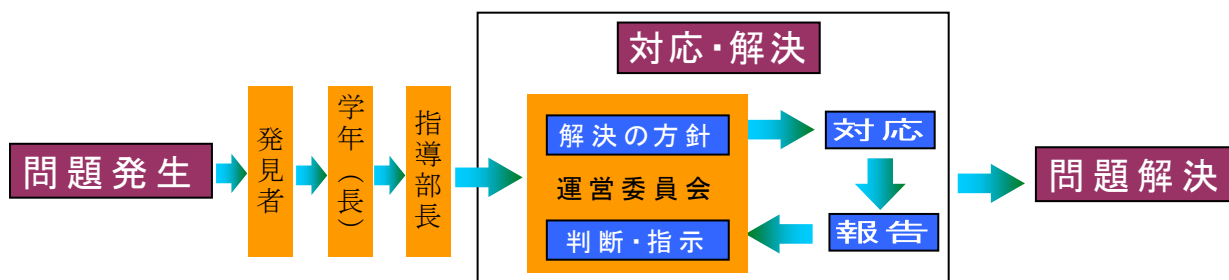 問題発生
発見者
学年(長)
指導部長
対応・解決
解決の方針
運営委員会
判断・指示
対応
報告
問題解決